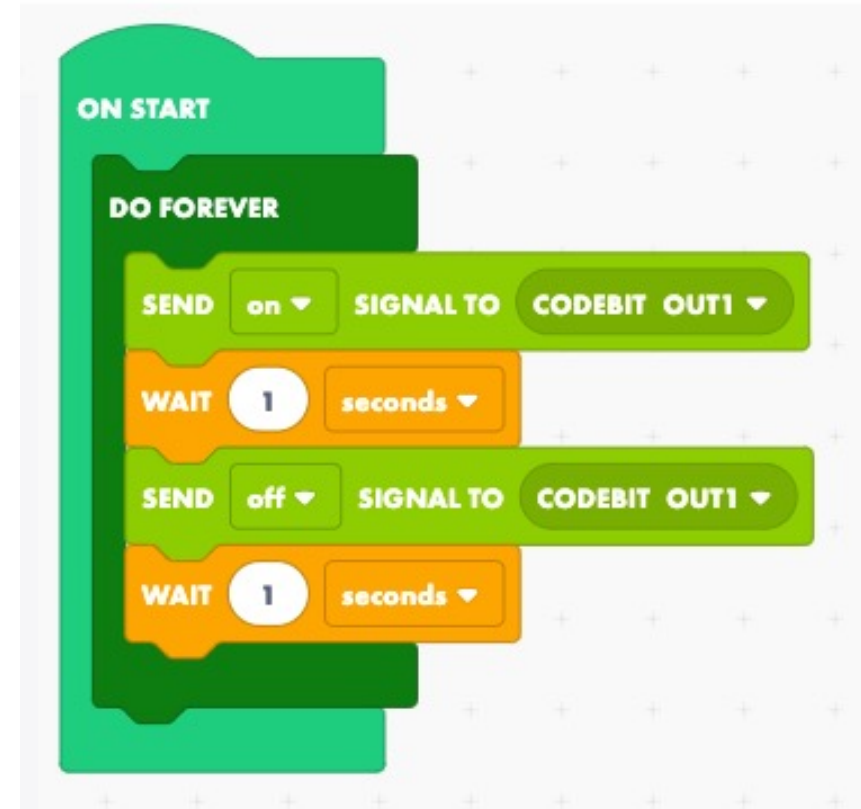 ON START
DO FOREVER
SEND on SIGNAL TO CODEBIT OUT1
WAIT 1 seconds
SEND off SIGNAL TO CODEBIT OUT1
WAIT 1 seconds